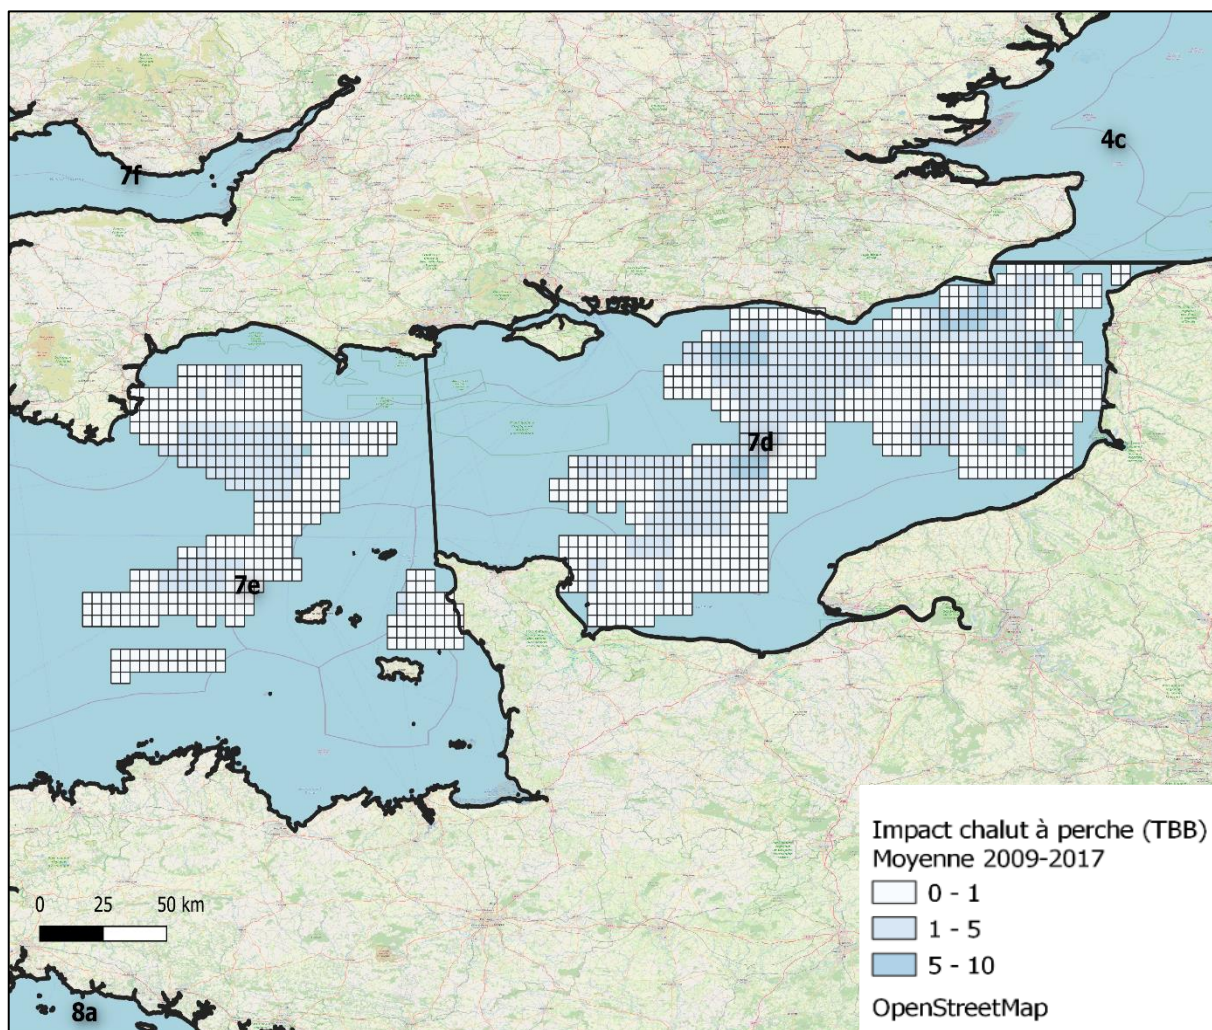 7f
4c
7d
7e
8a
0 25 50 km
Impact chalut à perche (TBB)
Moyenne 2009-2017
0 - 1
1 - 5
5 - 10
OpenStreetMap